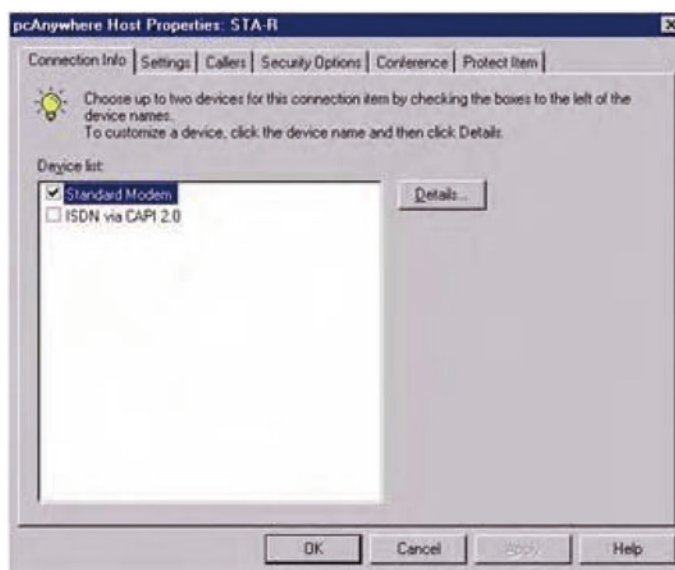 pcAnywhere Host Properties: STA-R
Connection Info Settings Callers Security Options Conference Protect Item
Choose up to two devices for this connection item by checking the boxes to the left of the
device names.
To customize a device, click the device name and then click Details.
Device list:
Standard Modem
Details...
ISDN via CAPI 2.0
OK Cancel Apply Help